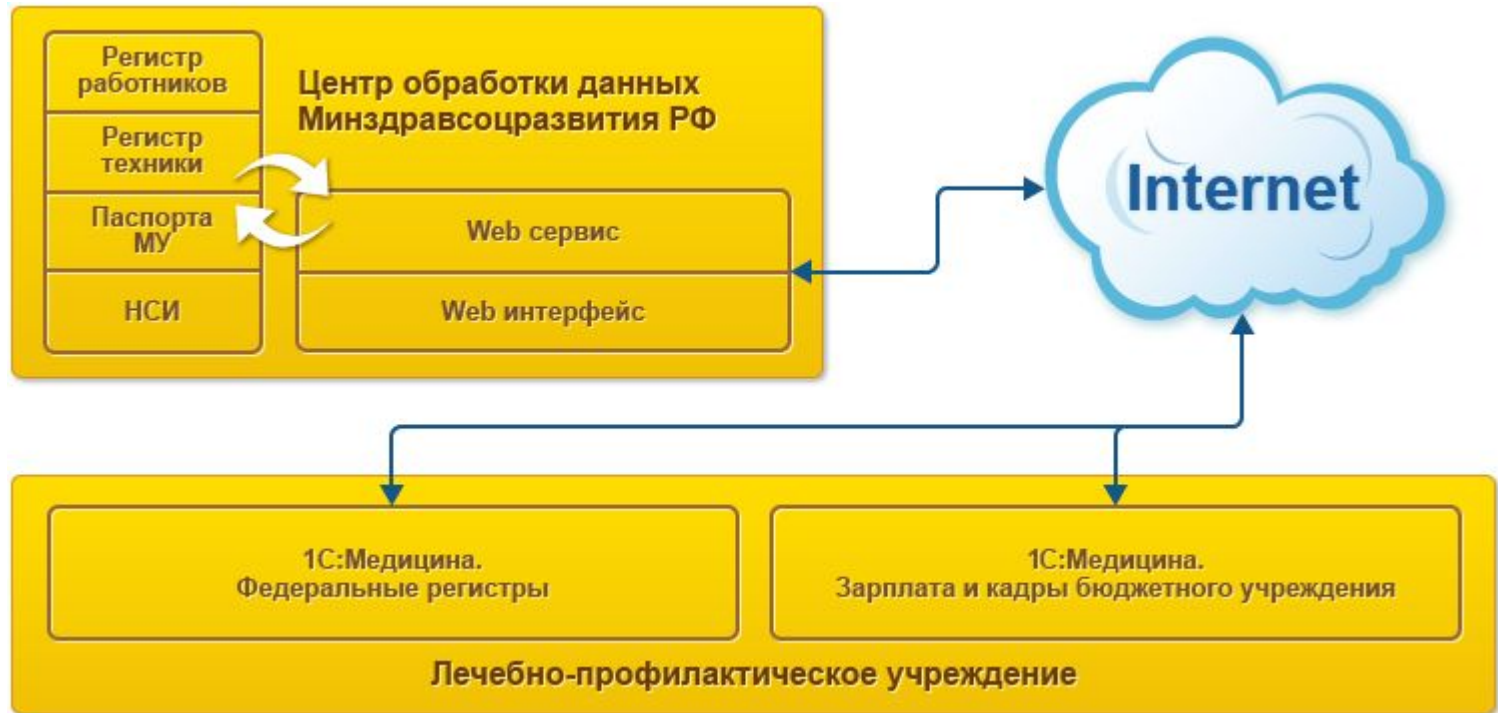 Регистр
работников
Регистр
техники
Паспорта
МУ
НСИ
Центр обработки данных
Минздравсоцразвития РФ
Web сервис
Web интерфейс
Internet
1С:Медицина.
Федеральные регистры
1С:Медицина.
Зарплата и кадры бюджетного учреждения
Лечебно-профилактическое учреждение